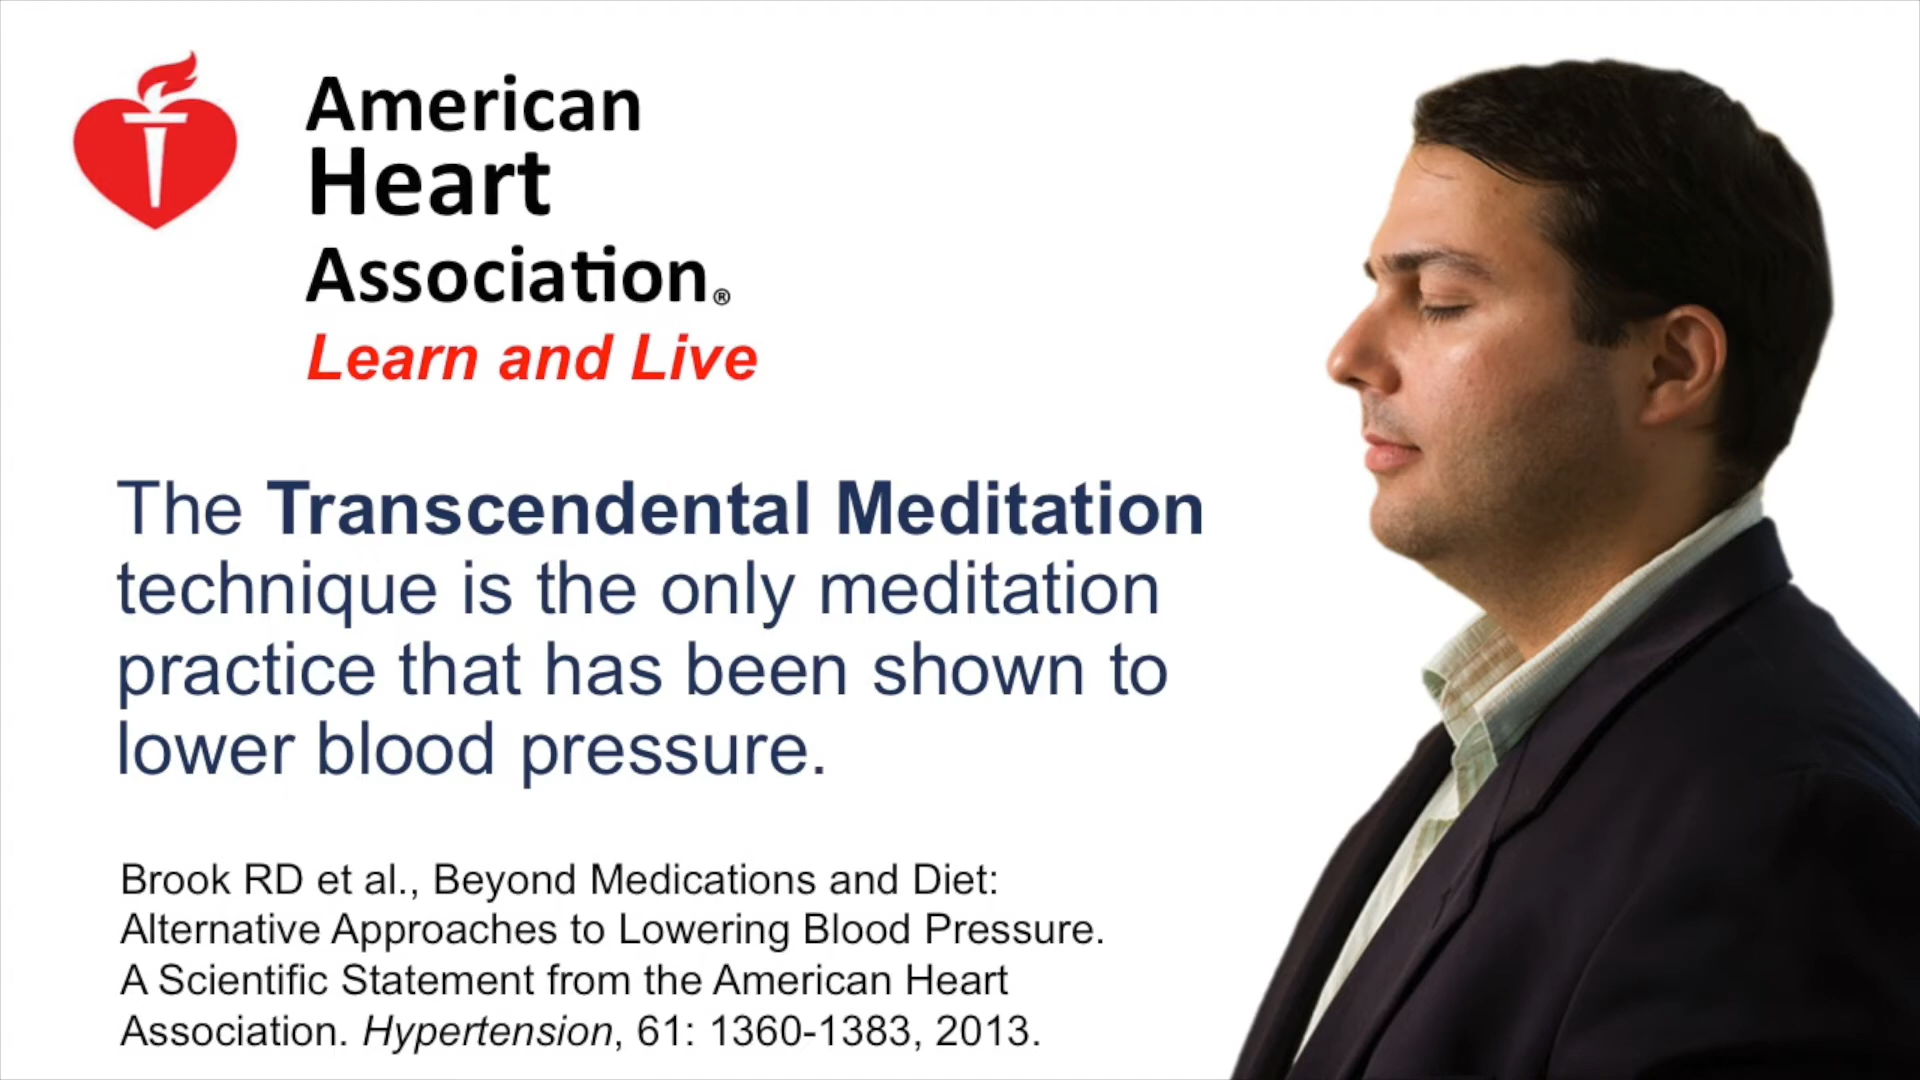 American
Heart
Association®
Learn and Live
The Transcendental Meditation
technique is the only meditation
practice that has been shown to
lower blood pressure.
Brook RD et al., Beyond Medications and Diet:
Alternative Approaches to Lowering Blood Pressure.
A Scientific Statement from the American Heart
Association. Hypertension, 61: 1360-1383, 2013.